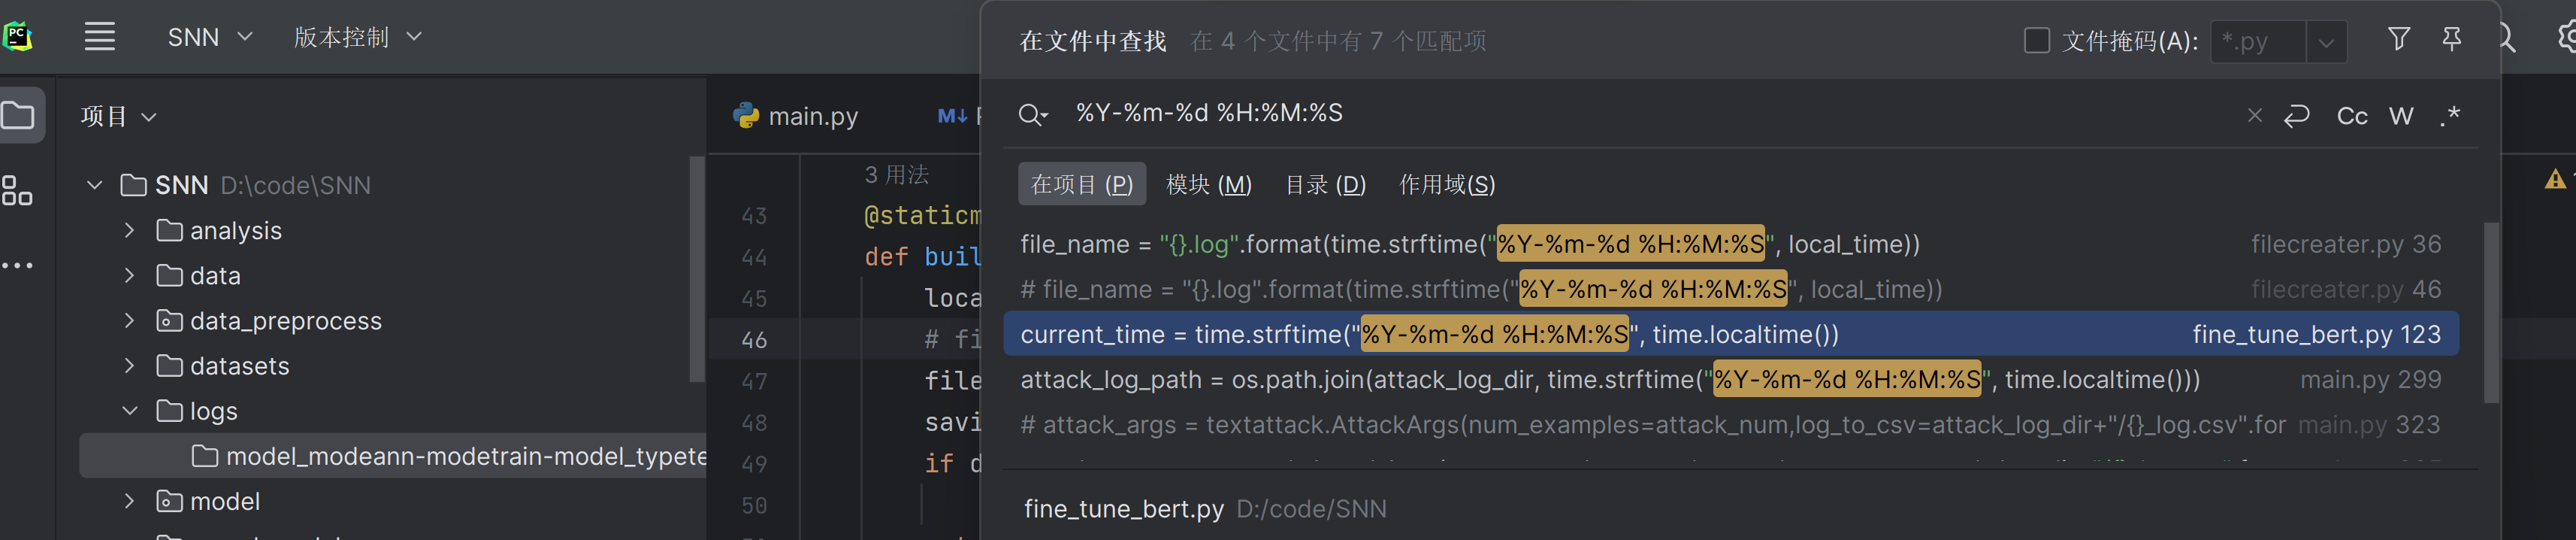 PC
SNN
版本控制
项目
SNN D:\code\SNN
analysis
data
data_preprocess
datasets
logs
model_modeann-modetrain-model_typete
model
main.py
M↓
3 用法
43 @staticm
44 def buil
45 loca
46 # fi
47 file
48 savi
49 if d
50
在文件中查找 在 4 个文件中有 7 个匹配项
文件掩码(A): *.py
%Y-%m-%d %H:%M:%S
Cc W .*
在项目 (P) 模块 (M) 目录 (D) 作用域(S)
file_name = "{}.log".format(time.strftime("%Y-%m-%d %H:%M:%S", local_time)) filecreater.py 36
# file_name = "{}.log".format(time.strftime("%Y-%m-%d %H:%M:%S", local_time)) filecreater.py 46
current_time = time.strftime("%Y-%m-%d %H:%M:%S", time.localtime()) fine_tune_bert.py 123
attack_log_path = os.path.join(attack_log_dir, time.strftime("%Y-%m-%d %H:%M:%S", time.localtime())) main.py 299
# attack_args = textattack.AttackArgs(num_examples=attack_num,log_to_csv=attack_log_dir+"/{}_log.csv".for main.py 323
fine_tune_bert.py D:/code/SNN